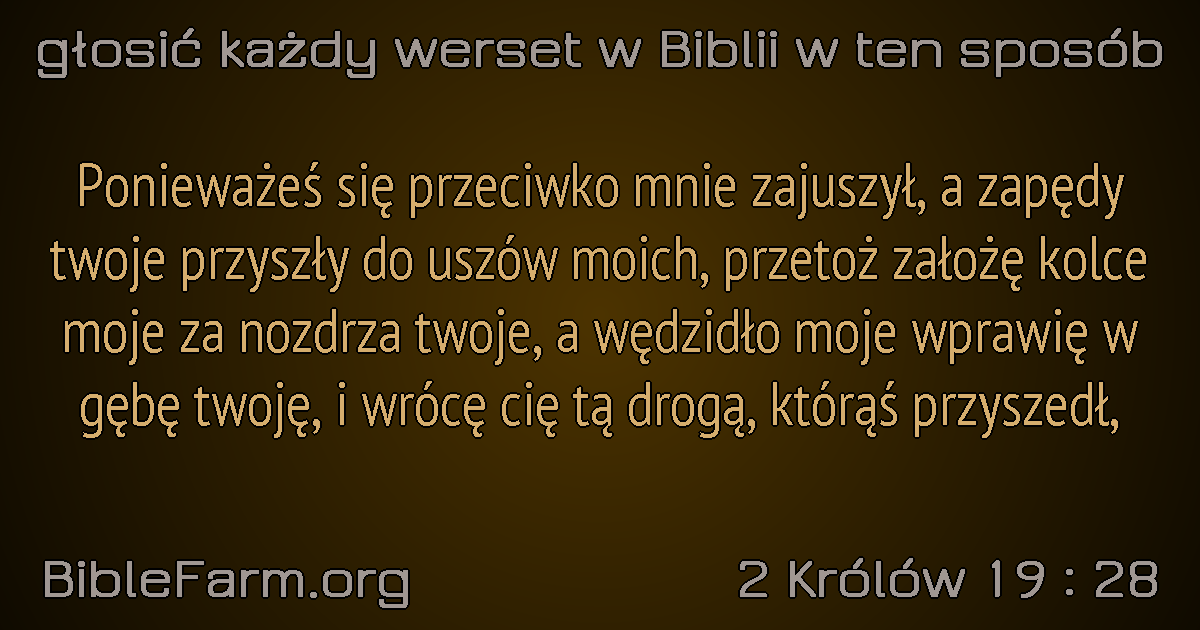 głosić każdy werset w Biblii w ten sposób
Ponieważeś się przeciwko mnie zajuszył, a zapędy
twoje przyszły do uszów moich, przetoż założę kolce
moje za nozdrza twoje, a wędzidło moje wprawię w
gębę twoję, i wrócę cię tą drogą, którąś przyszedł,
BibleFarm.org
2 Królów 19 : 28